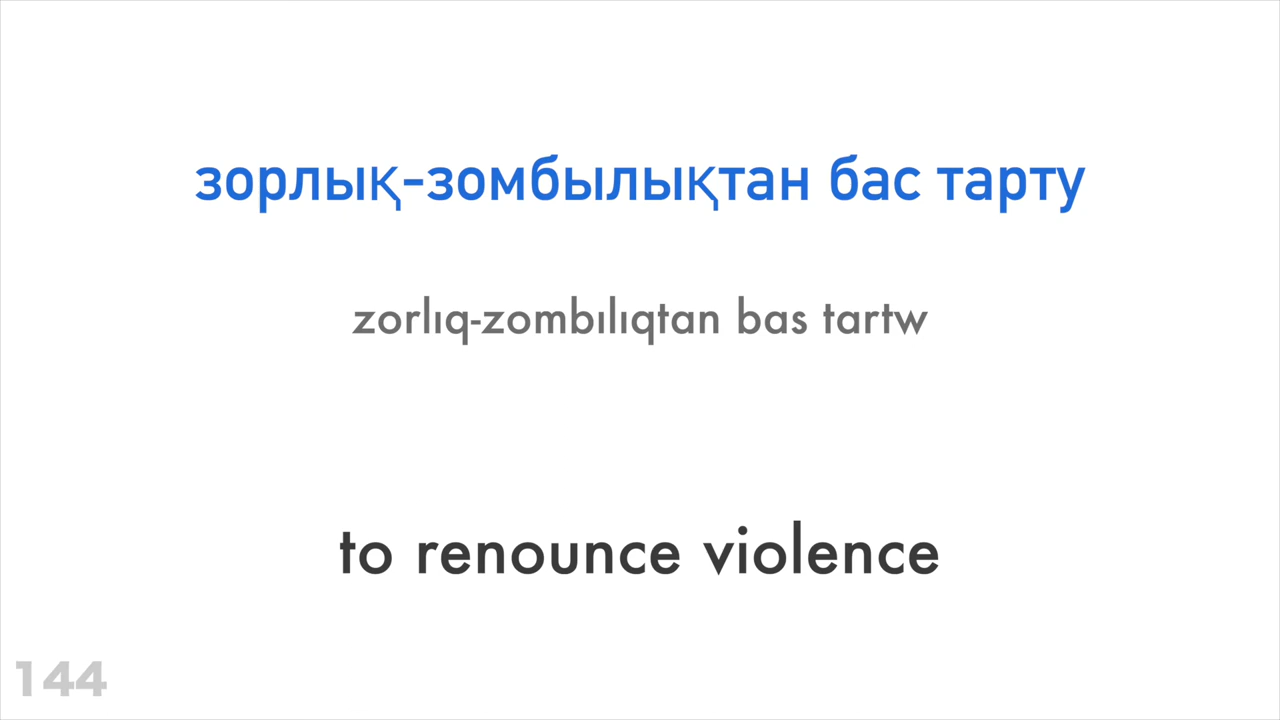 зорлық-зомбылықтан бас тарту
zorlıq-zombılıqtan bas tartw
to renounce violence
144